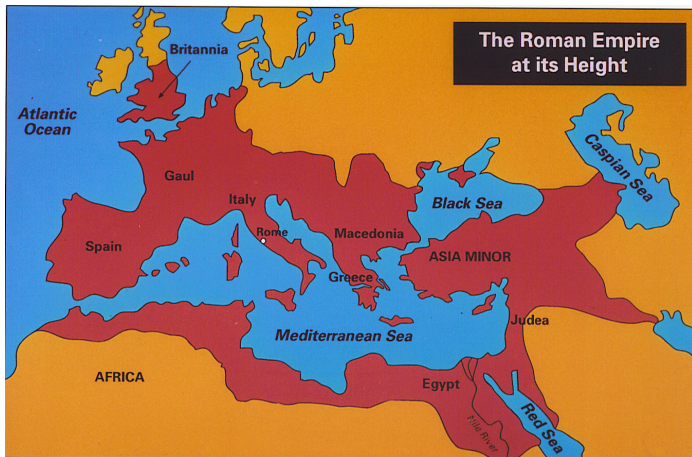 The Roman Empire
at its Height
Britannia
Atlantic
Ocean
Caspian Sea
Gaul
Italy
Black Sea
Rome
Macedonia
Spain
ASIA MINOR
Greece
Judea
Mediterranean Sea
AFRICA
Egypt
Red Sea
Nile River